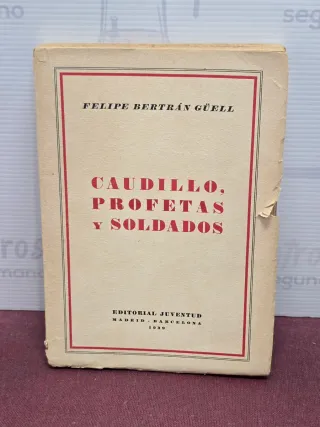 FELIPE BERTRÁN GÜELL
CAUDILLO,
PROFETAS
Y SOLDADOS
EDITORIAL JUVENTUD
MADRID - BARCELONA
1939